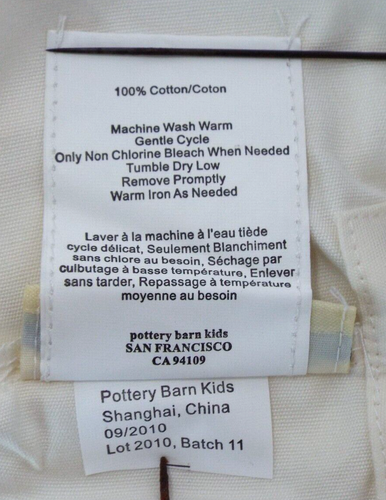 100% Cotton/Coton
Machine Wash Warm
Gentle Cycle
Only Non Chlorine Bleach When Needed
Tumble Dry Low
Remove Promptly
Warm Iron As Needed
Laver à la machine à l'eau tiède
cycle délicat, Seulement Blanchiment
sans chlore au besoin, Séchage par
culbutage à basse température, Enlever
sans tarder, Repassage à température
moyenne au besoin
pottery barn kids
SAN FRANCISCO
CA 94109
Pottery Barn Kids
Shanghai, China
09/2010
Lot 2010, Batch 11